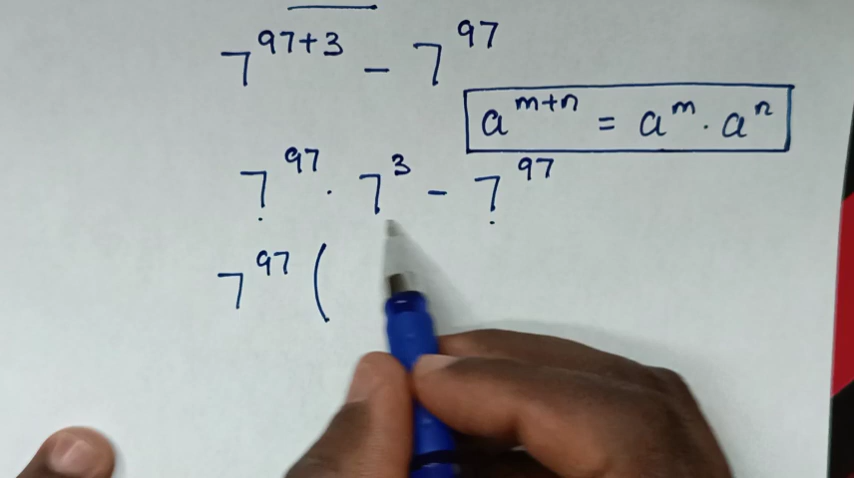 7^{97+3} - 7^{97}
a^{m+n} = a^m · a^n
7^{97} · 7^3 - 7^{97}
7^{97} (